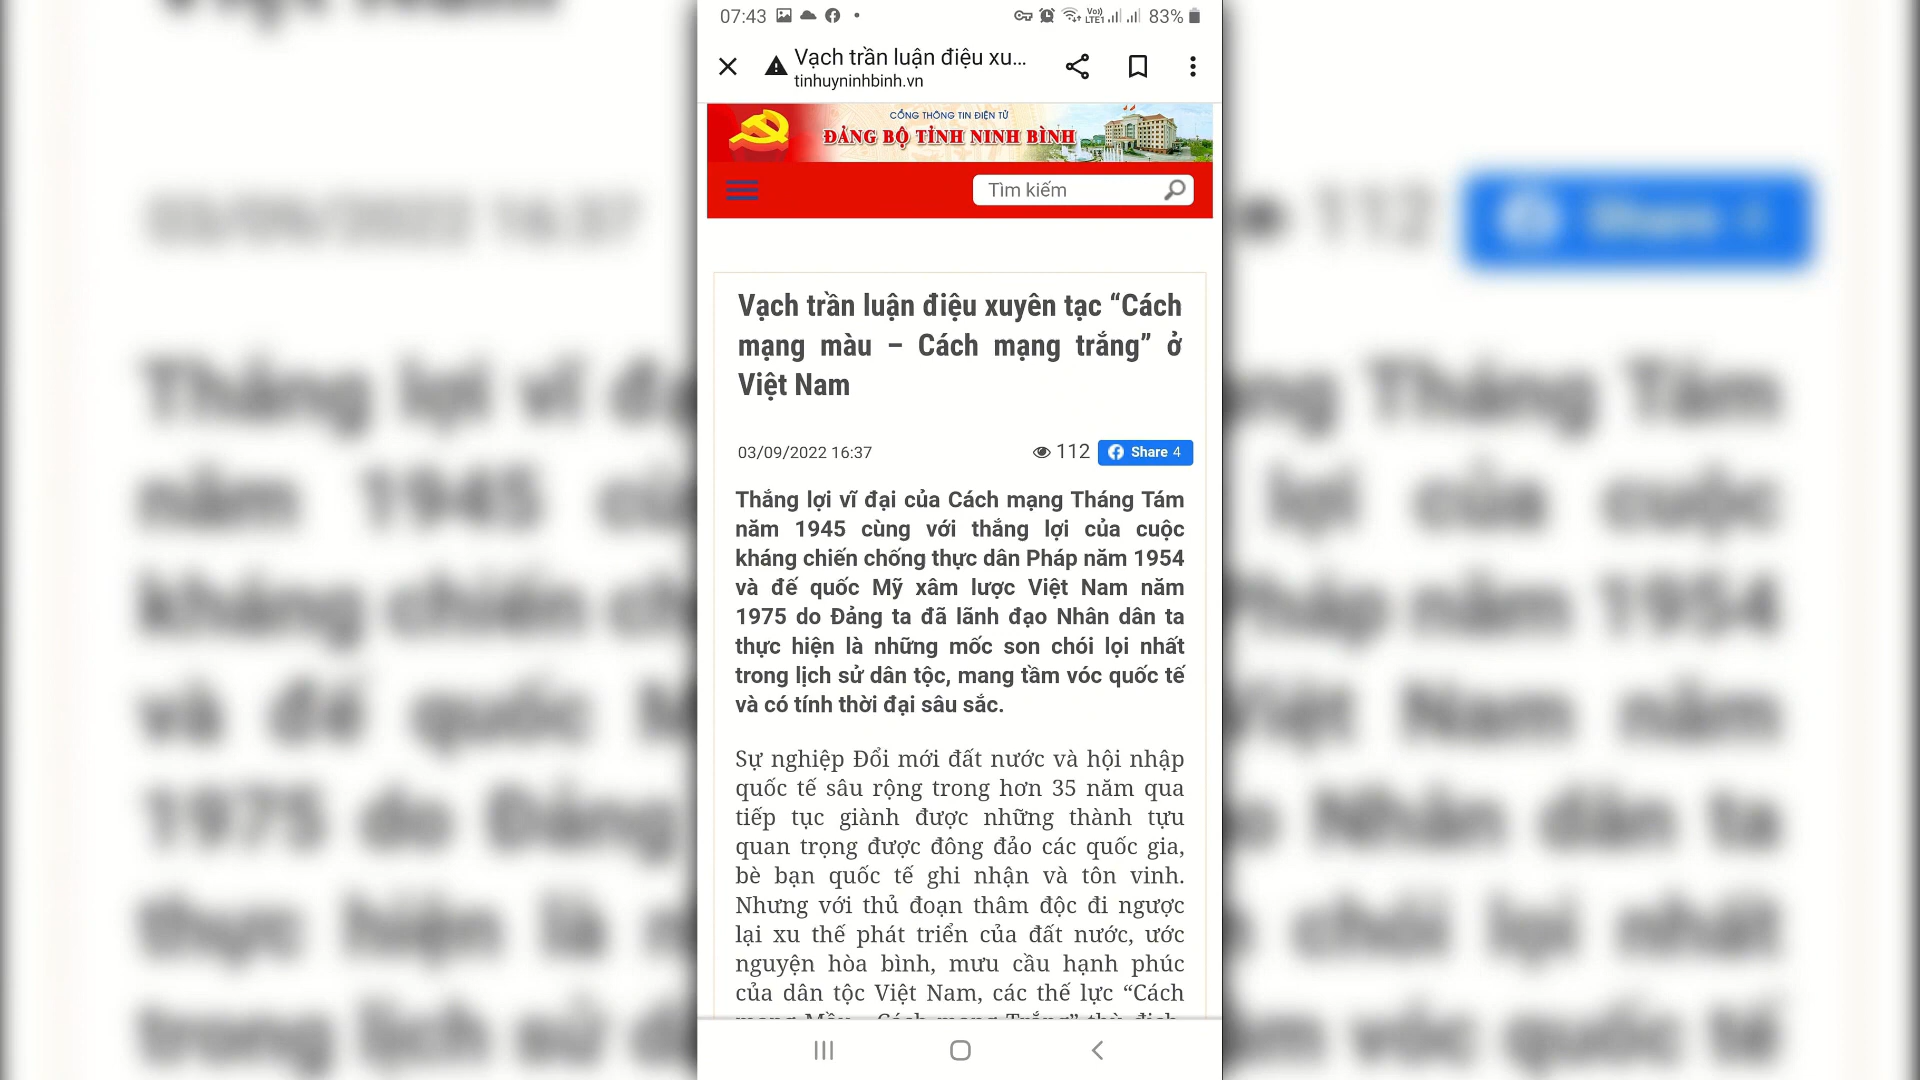 07:43
Vo))
LTE1
83%
Vạch trần luận điệu xu...
tinhuyninhbinh.vn
CỔNG THÔNG TIN ĐIỆN TỬ
ĐẢNG BỘ TỈNH NINH BÌNH
Tìm kiếm
Vạch trần luận điệu xuyên tạc “Cách
mạng màu – Cách mạng trắng” ở
Việt Nam
03/09/2022 16:37
112
Share 4
Thắng lợi vĩ đại của Cách mạng Tháng Tám
năm 1945 cùng với thắng lợi của cuộc
kháng chiến chống thực dân Pháp năm 1954
và đế quốc Mỹ xâm lược Việt Nam năm
1975 do Đảng ta đã lãnh đạo Nhân dân ta
thực hiện là những mốc son chói lọi nhất
trong lịch sử dân tộc, mang tầm vóc quốc tế
và có tính thời đại sâu sắc.
Sự nghiệp Đổi mới đất nước và hội nhập
quốc tế sâu rộng trong hơn 35 năm qua
tiếp tục giành được những thành tựu
quan trọng được đông đảo các quốc gia,
bè bạn quốc tế ghi nhận và tôn vinh.
Nhưng với thủ đoạn thâm độc đi ngược
lại xu thế phát triển của đất nước, ước
nguyện hòa bình, mưu cầu hạnh phúc
của dân tộc Việt Nam, các thế lực “Cách